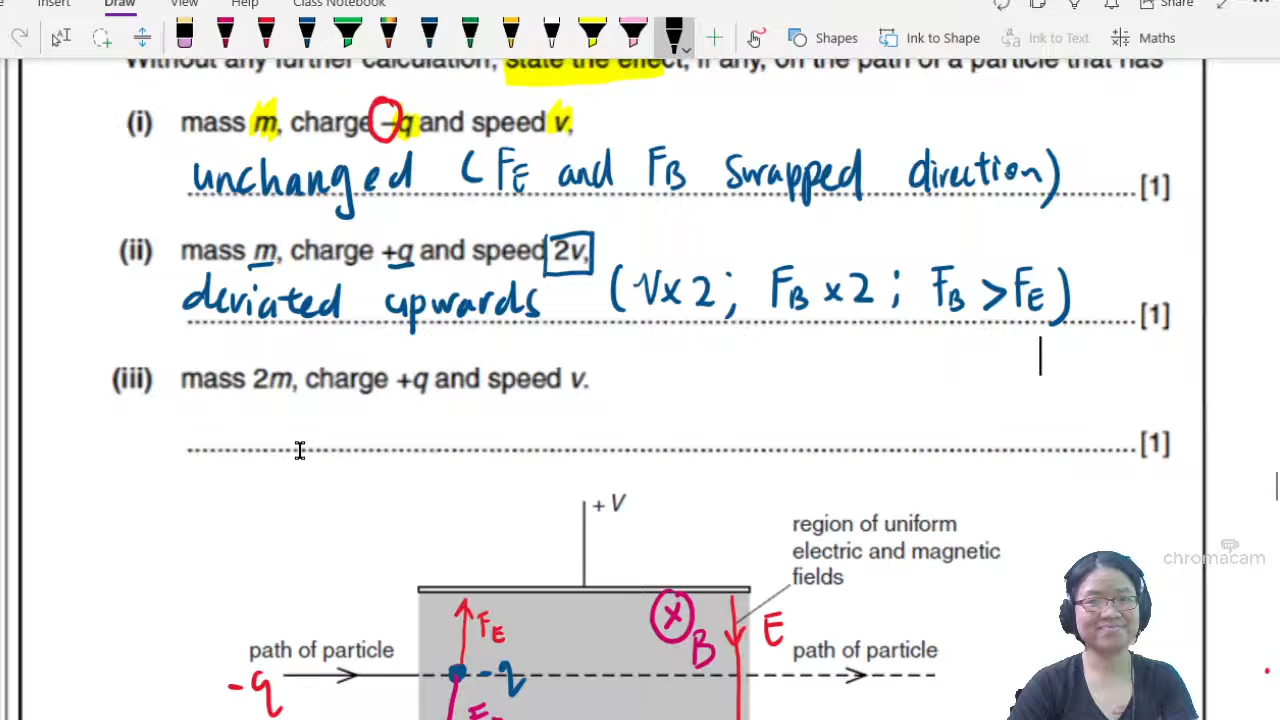 Insert Draw View Class Notebook Share
Shapes Ink to Shape Ink to Text Maths
Without any further calculation, state the effect, if any, on the path of a particle that has
(i) mass m, charge –q and speed v,
unchanged (FE and FB swapped direction) [1]
(ii) mass m, charge +q and speed 2v,
deviated upwards (V×2; FB×2; FB>FE) [1]
(iii) mass 2m, charge +q and speed v.
[1]
+V
region of uniform
electric and magnetic
fields
chromacam
FE
X
B
E
path of particle
path of particle
-q
-q